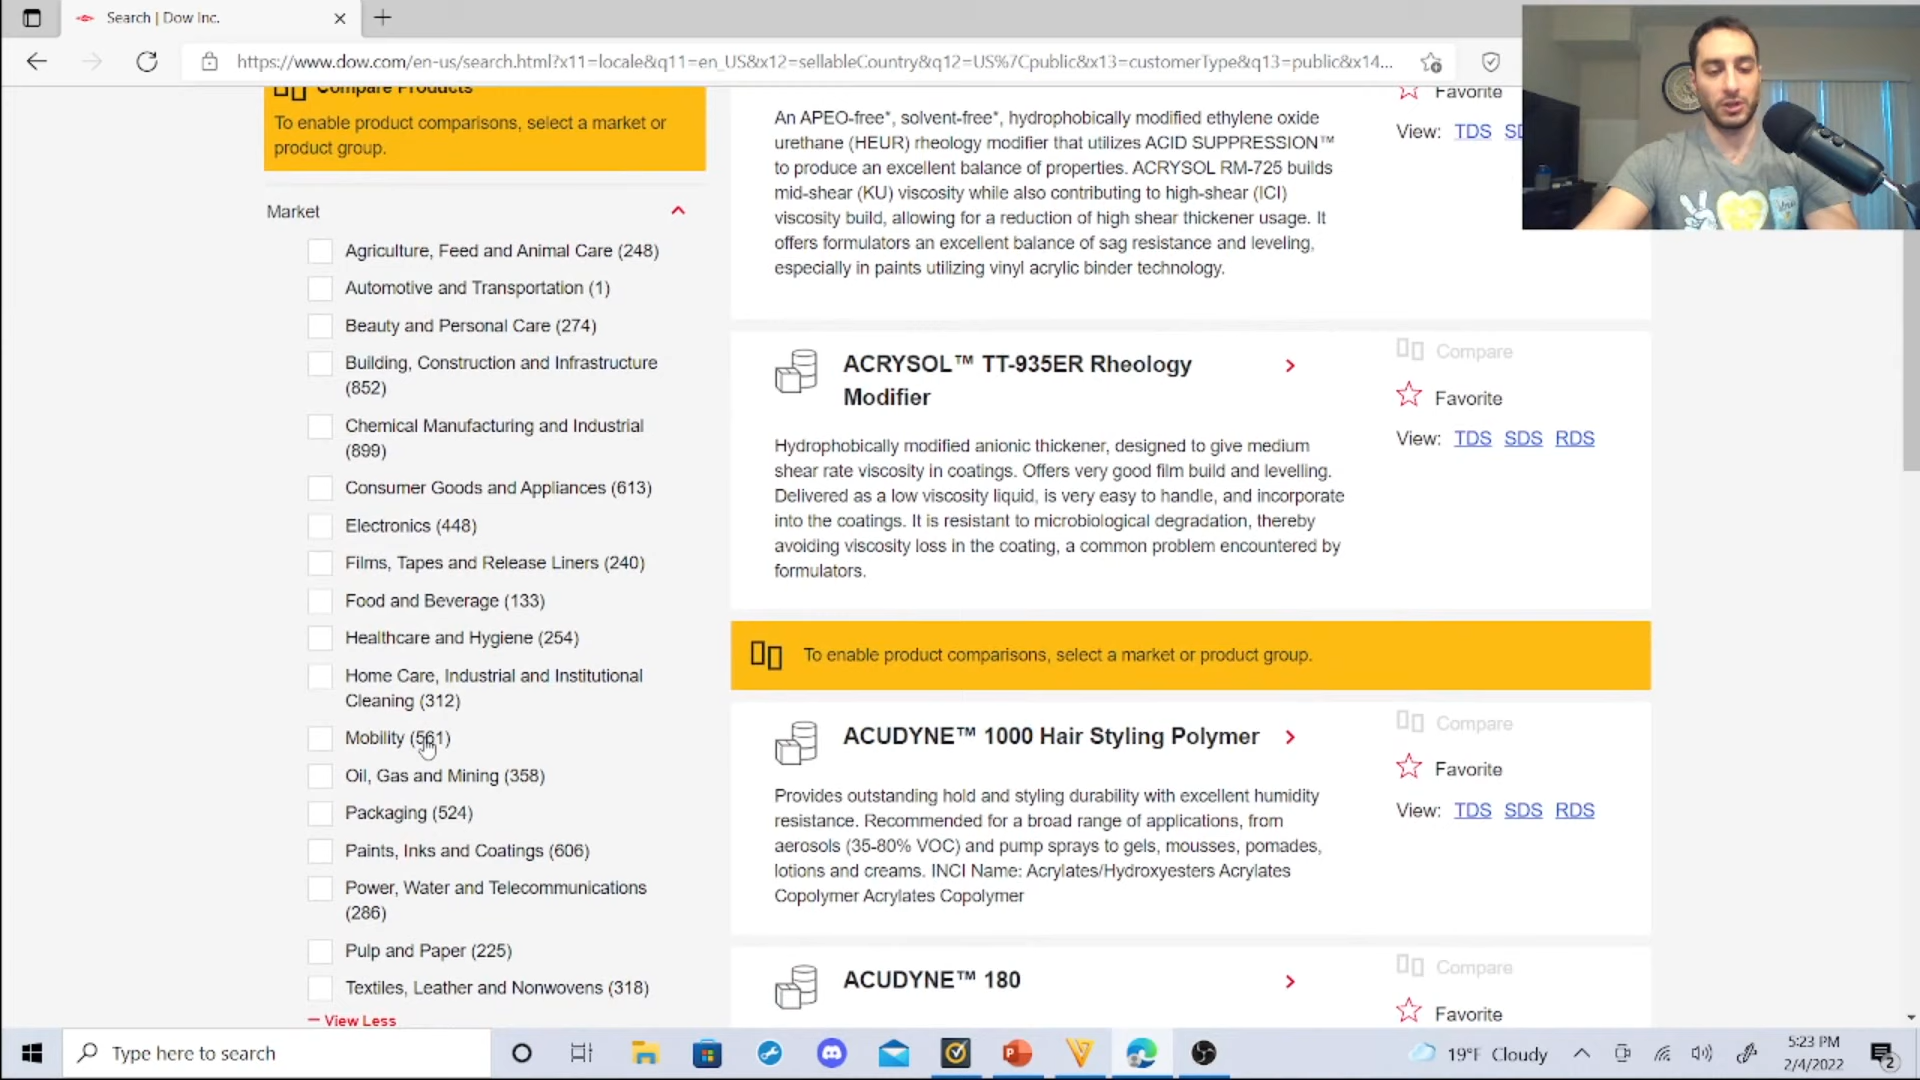 Search | Dow Inc.
https://www.dow.com/en-us/search.html?x11=locale&q11=en_US&x12=sellableCountry&q12=US%7Cpublic&x13=customerType&q13=public&x14...
Compare Products
To enable product comparisons, select a market or
product group.
Market
Agriculture, Feed and Animal Care (248)
Automotive and Transportation (1)
Beauty and Personal Care (274)
Building, Construction and Infrastructure
(852)
Chemical Manufacturing and Industrial
(899)
Consumer Goods and Appliances (613)
Electronics (448)
Films, Tapes and Release Liners (240)
Food and Beverage (133)
Healthcare and Hygiene (254)
Home Care, Industrial and Institutional
Cleaning (312)
Mobility (561)
Oil, Gas and Mining (358)
Packaging (524)
Paints, Inks and Coatings (606)
Power, Water and Telecommunications
(286)
Pulp and Paper (225)
Textiles, Leather and Nonwovens (318)
View Less
An APEO-free*, solvent-free*, hydrophobically modified ethylene oxide
urethane (HEUR) rheology modifier that utilizes ACID SUPPRESSION™
to produce an excellent balance of properties. ACRYSOL RM-725 builds
mid-shear (KU) viscosity while also contributing to high-shear (ICI)
viscosity build, allowing for a reduction of high shear thickener usage. It
offers formulators an excellent balance of sag resistance and leveling,
especially in paints utilizing vinyl acrylic binder technology.
Favorite
View: TDS
ACRYSOL™ TT-935ER Rheology
Modifier
Hydrophobically modified anionic thickener, designed to give medium
shear rate viscosity in coatings. Offers very good film build and levelling.
Delivered as a low viscosity liquid, is very easy to handle, and incorporate
into the coatings. It is resistant to microbiological degradation, thereby
avoiding viscosity loss in the coating, a common problem encountered by
formulators.
Compare
Favorite
View: TDS SDS RDS
To enable product comparisons, select a market or product group.
ACUDYNE™ 1000 Hair Styling Polymer
Provides outstanding hold and styling durability with excellent humidity
resistance. Recommended for a broad range of applications, from
aerosols (35-80% VOC) and pump sprays to gels, mousses, pomades,
lotions and creams. INCI Name: Acrylates/Hydroxyesters Acrylates
Copolymer Acrylates Copolymer
Compare
Favorite
View: TDS SDS RDS
ACUDYNE™ 180
Compare
Favorite
Type here to search
19°F Cloudy
5:23 PM
2/4/2022
2